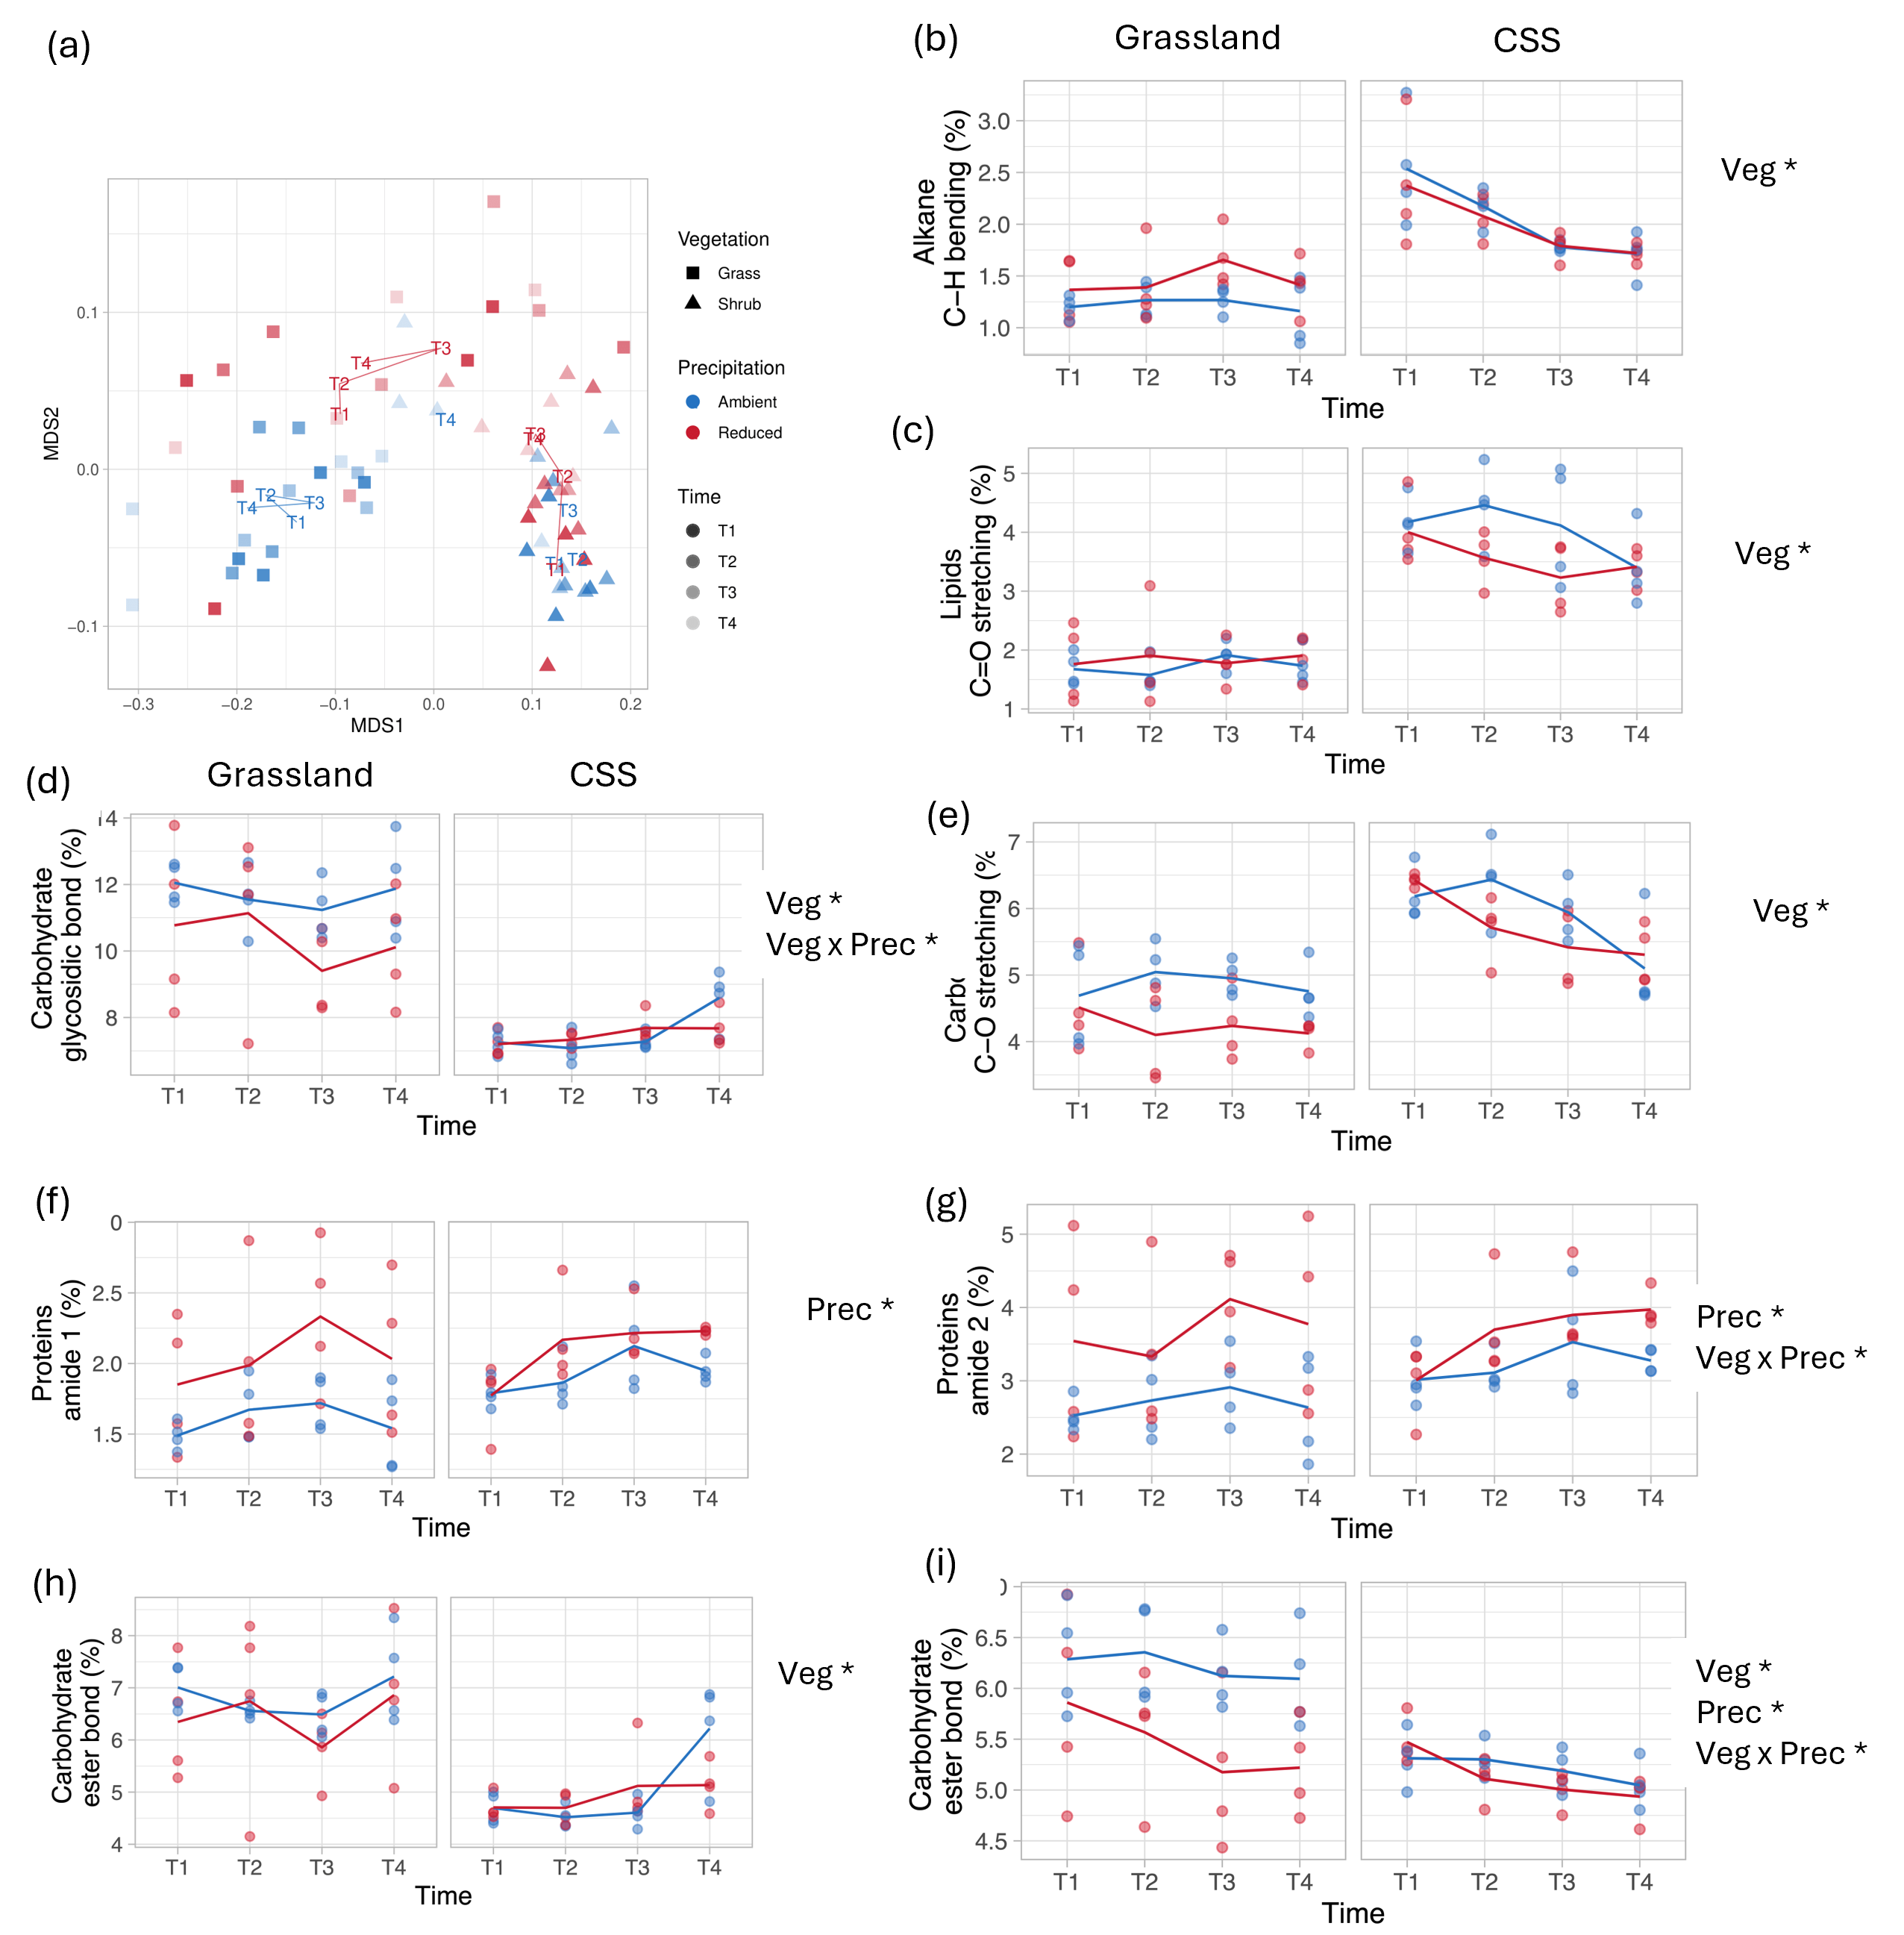 (a)
MDS2
0.1
0.0
−0.1
−0.3
−0.2
−0.1
0.0
0.1
0.2
MDS1
T4
T3
T2
T1
T4
T2
T4
T3
T1
T3
T4
T2
T3
T1
T2
T1
Vegetation
Grass
Shrub
Precipitation
Ambient
Reduced
Time
T1
T2
T3
T4
(b)
Grassland
CSS
Alkane
C−H bending (%)
3.0
2.5
2.0
1.5
1.0
T1 T2 T3 T4
T1 T2 T3 T4
Time
Veg *
(c)
Lipids
C=O stretching (%)
5
4
3
2
1
T1 T2 T3 T4
T1 T2 T3 T4
Time
Veg *
(d)
Grassland
CSS
Carbohydrate
glycosidic bond (%)
14
12
10
8
T1 T2 T3 T4
T1 T2 T3 T4
Time
Veg *
Veg x Prec *
(e)
C−O stretching (%
7
6
5
4
T1 T2 T3 T4
T1 T2 T3 T4
Time
Veg *
(f)
Proteins
amide 1 (%)
0
2.5
2.0
1.5
T1 T2 T3 T4
T1 T2 T3 T4
Time
Prec *
(g)
Proteins
amide 2 (%)
5
4
3
2
T1 T2 T3 T4
T1 T2 T3 T4
Time
Prec *
Veg x Prec *
(h)
Carbohydrate
ester bond (%)
8
7
6
5
4
T1 T2 T3 T4
T1 T2 T3 T4
Time
Veg *
(i)
Carbohydrate
ester bond (%)
6.5
6.0
5.5
5.0
4.5
T1 T2 T3 T4
T1 T2 T3 T4
Time
Veg *
Prec *
Veg x Prec *